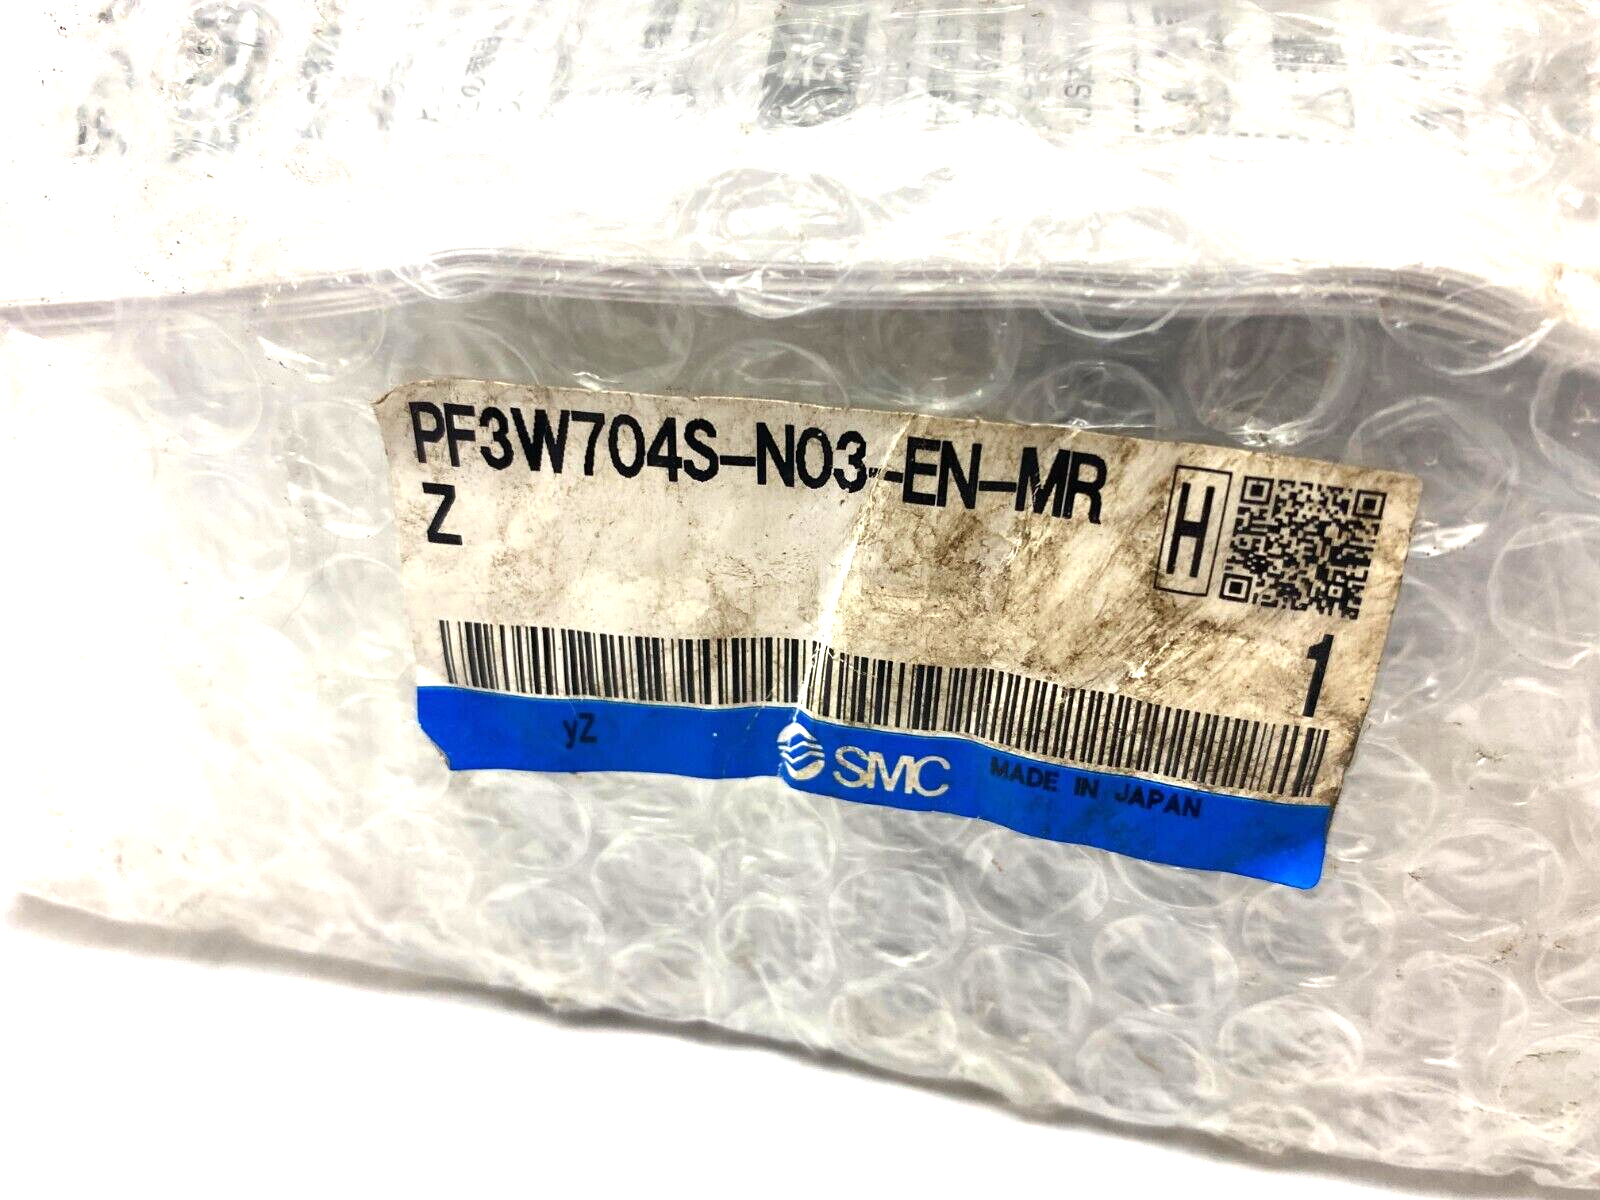 PF3W704S-N03-EN-MR
Z
H
1
yZ
SMC MADE IN JAPAN